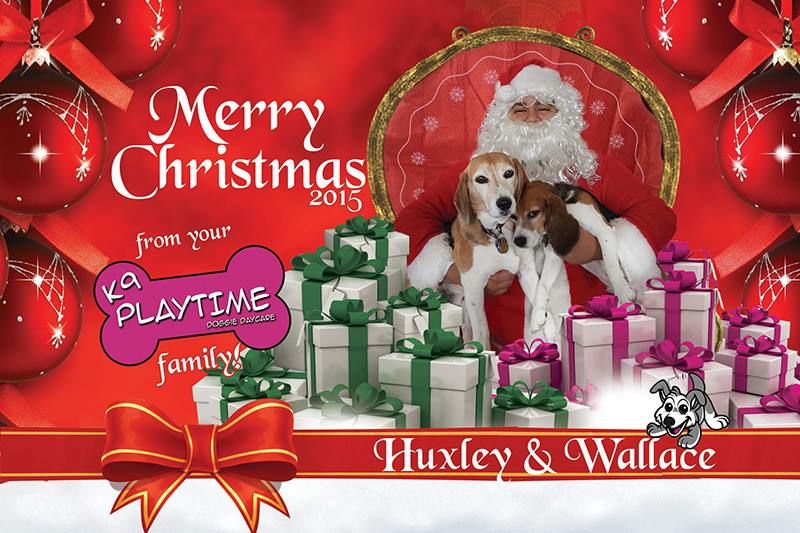 Merry
Christmas
2015
from your
K9
PLAYTIME
DOGGIE DAYCARE
family!
Huxley & Wallace